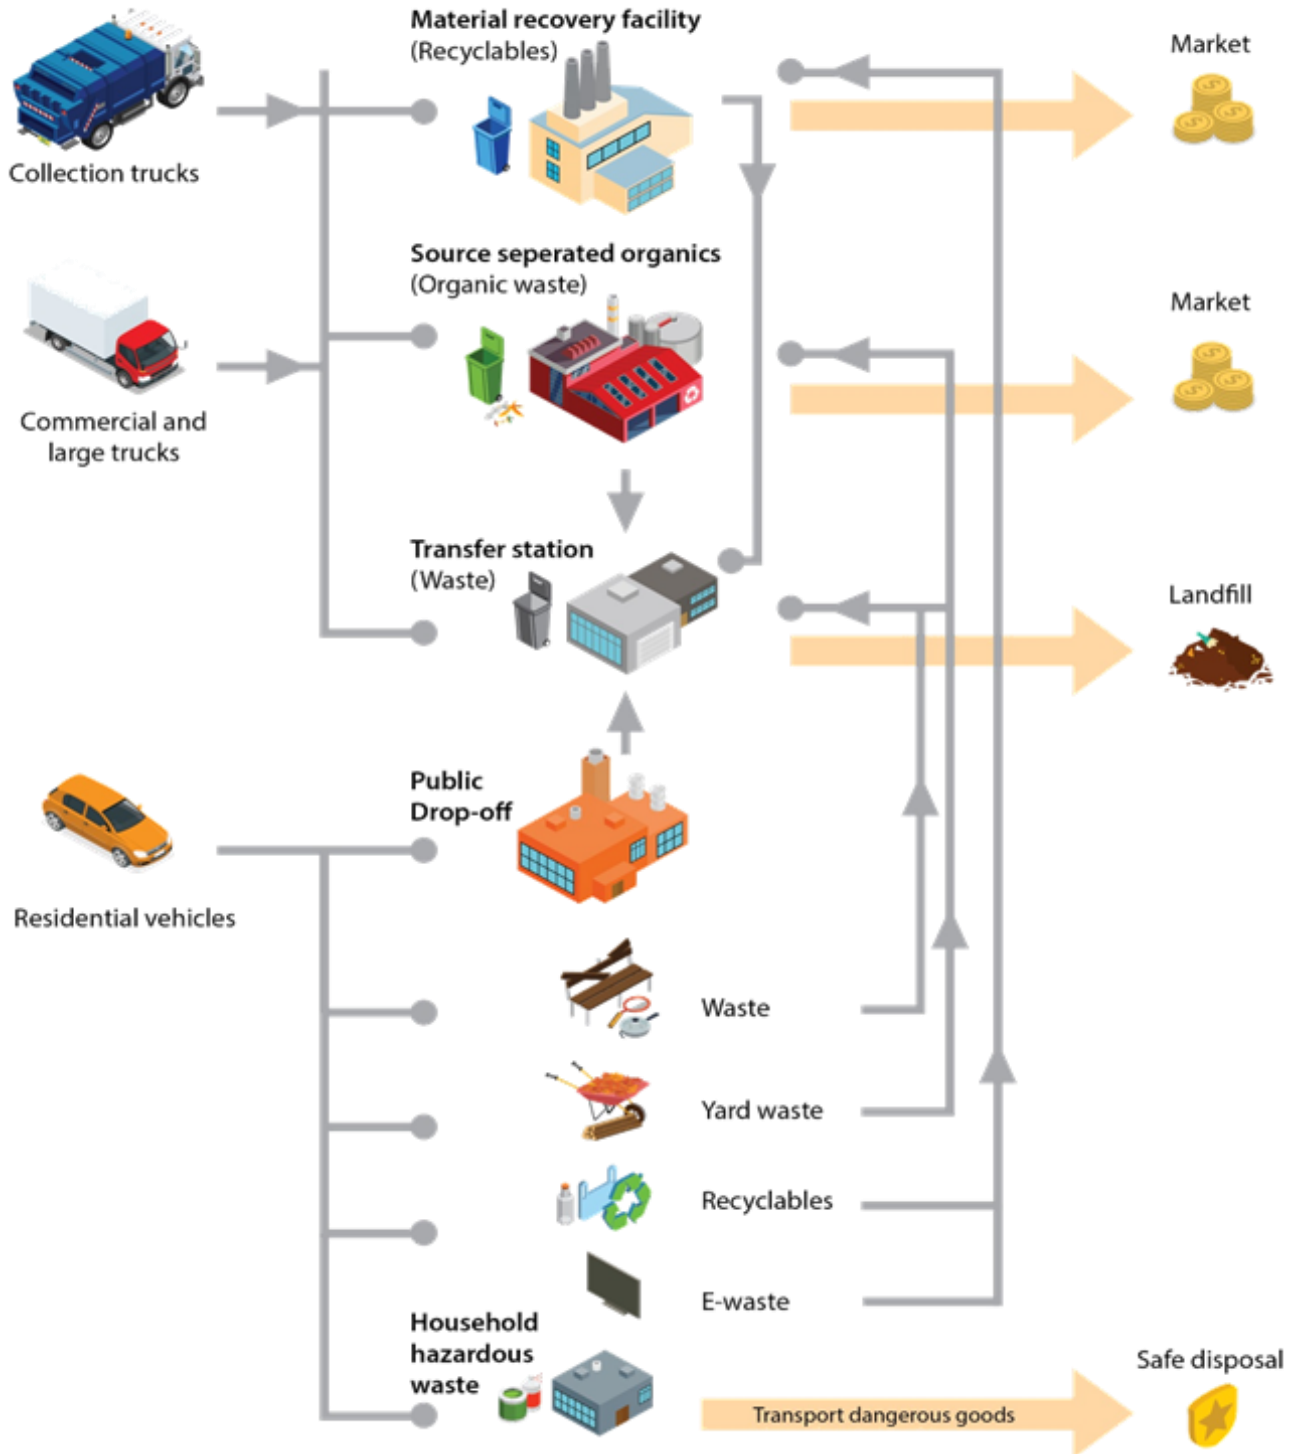 Material recovery facility
(Recyclables)
Market
Collection trucks
Source seperated organics
(Organic waste)
Market
Commercial and
large trucks
Transfer station
(Waste)
Landfill
Public
Drop-off
Residential vehicles
Waste
Yard waste
Recyclables
E-waste
Household
hazardous
waste
Safe disposal
Transport dangerous goods